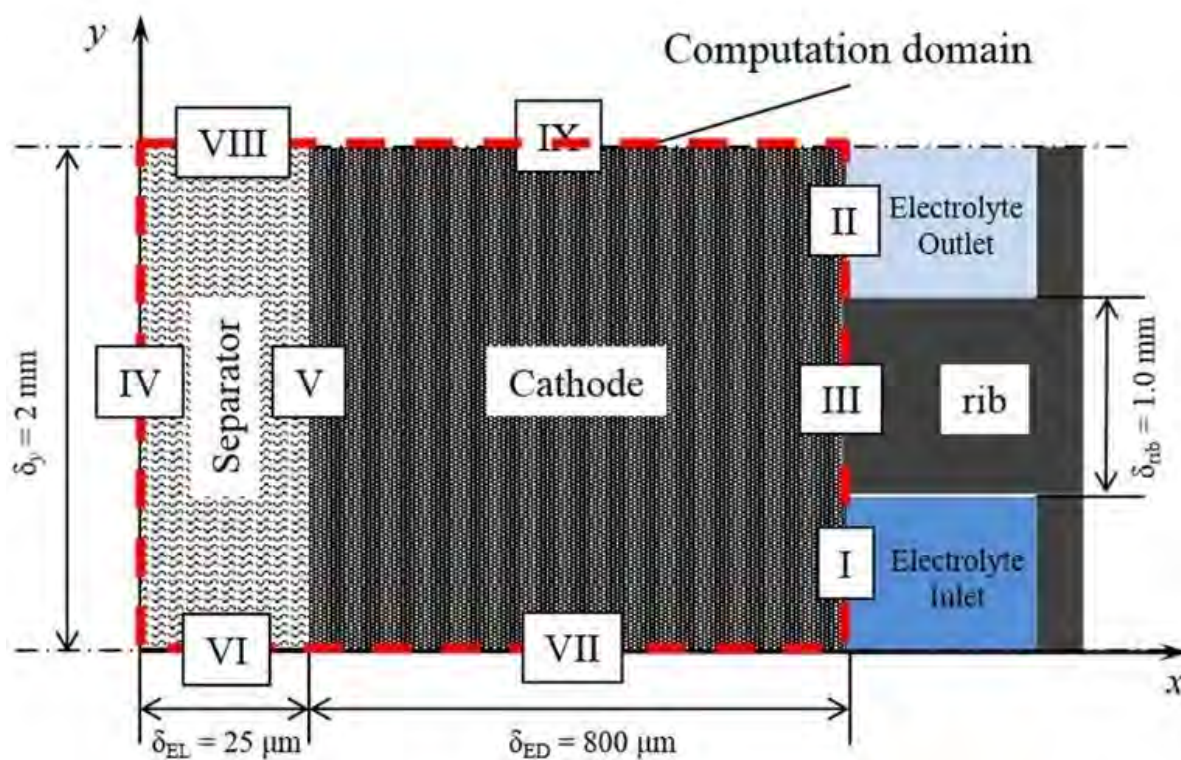 y
Computation domain
VIII
IX
II
Electrolyte
Outlet
δy = 2 mm
IV
Separator
V
Cathode
III
rib
δrib = 1.0 mm
I
Electrolyte
Inlet
VI
VII
x
δEL = 25 μm
δED = 800 μm